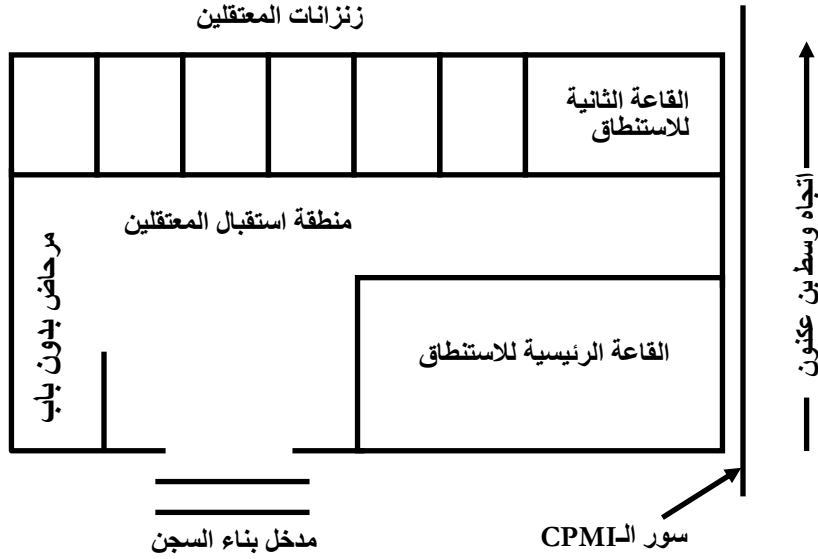 زنزانات المعتقلين
القاعة الثانية
للاستنطاق
منطقة استقبال المعتقلين
اتجاه وسط بن عكنون
مرحاض بدون باب
القاعة الرئيسية للاستنطاق
مدخل بناء السجن
سور الـCPMI